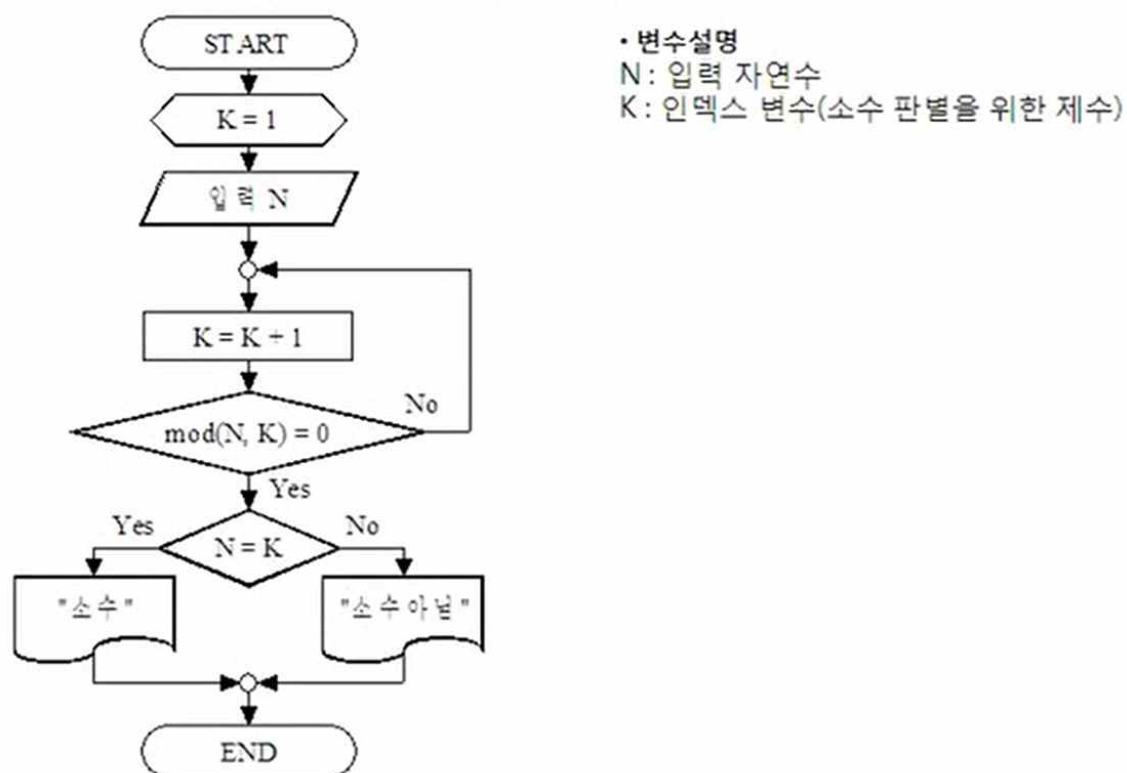 START
K = 1
입력 N
K = K + 1
mod(N, K) = 0
No
Yes
N = K
Yes
No
"소수"
"소수아님"
END
• 변수설명
N : 입력 자연수
K : 인덱스 변수(소수 판별을 위한 제수)